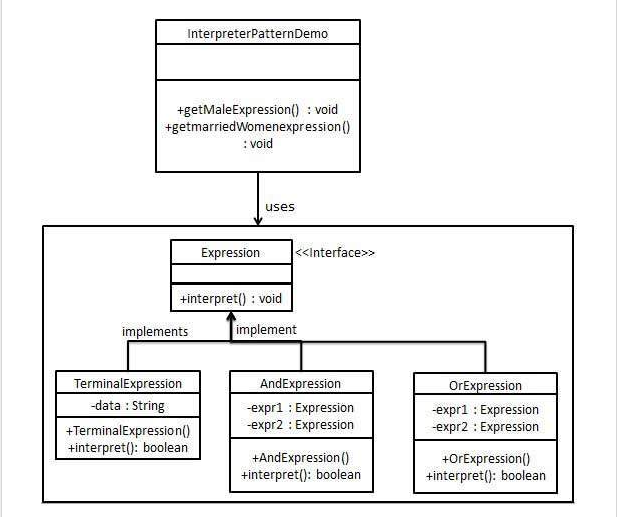 InterpreterPatternDemo
+getMaleExpression() : void
+getmarriedWomenexpression()
: void
uses
Expression
<<Interface>>
+interpret() : void
implements
implement
TerminalExpression
-data : String
+TerminalExpression()
+interpret(): boolean
AndExpression
-expr1 : Expression
-expr2 : Expression
+AndExpression()
+interpret(): boolean
OrExpression
-expr1 : Expression
-expr2 : Expression
+OrExpression()
+interpret(): boolean